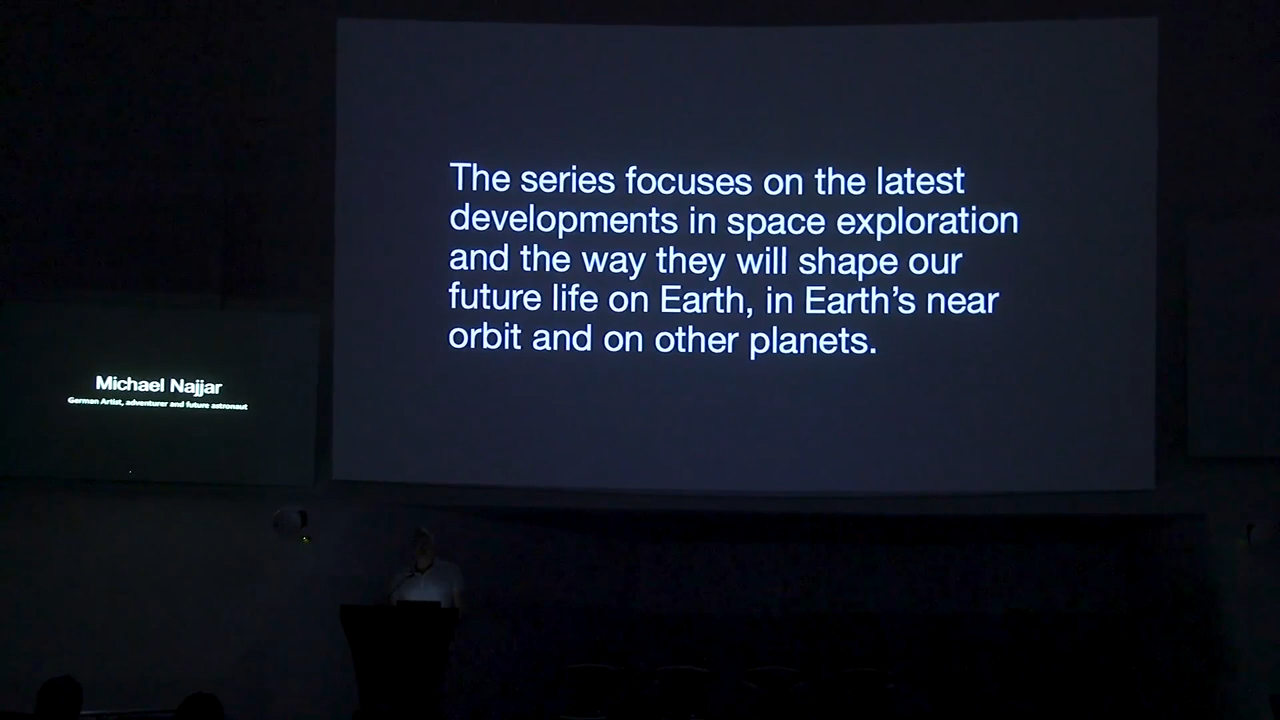 The series focuses on the latest
developments in space exploration
and the way they will shape our
future life on Earth, in Earth’s near
orbit and on other planets.
Michael Najjar
German Artist, adventurer and future astronaut